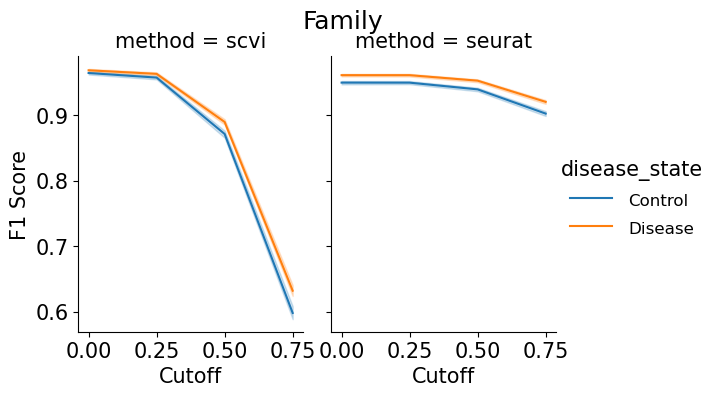 Family
method = scvi
method = seurat
F1 Score
0.9
0.8
0.7
0.6
0.00 0.25 0.50 0.75
0.00 0.25 0.50 0.75
Cutoff
Cutoff
disease_state
Control
Disease